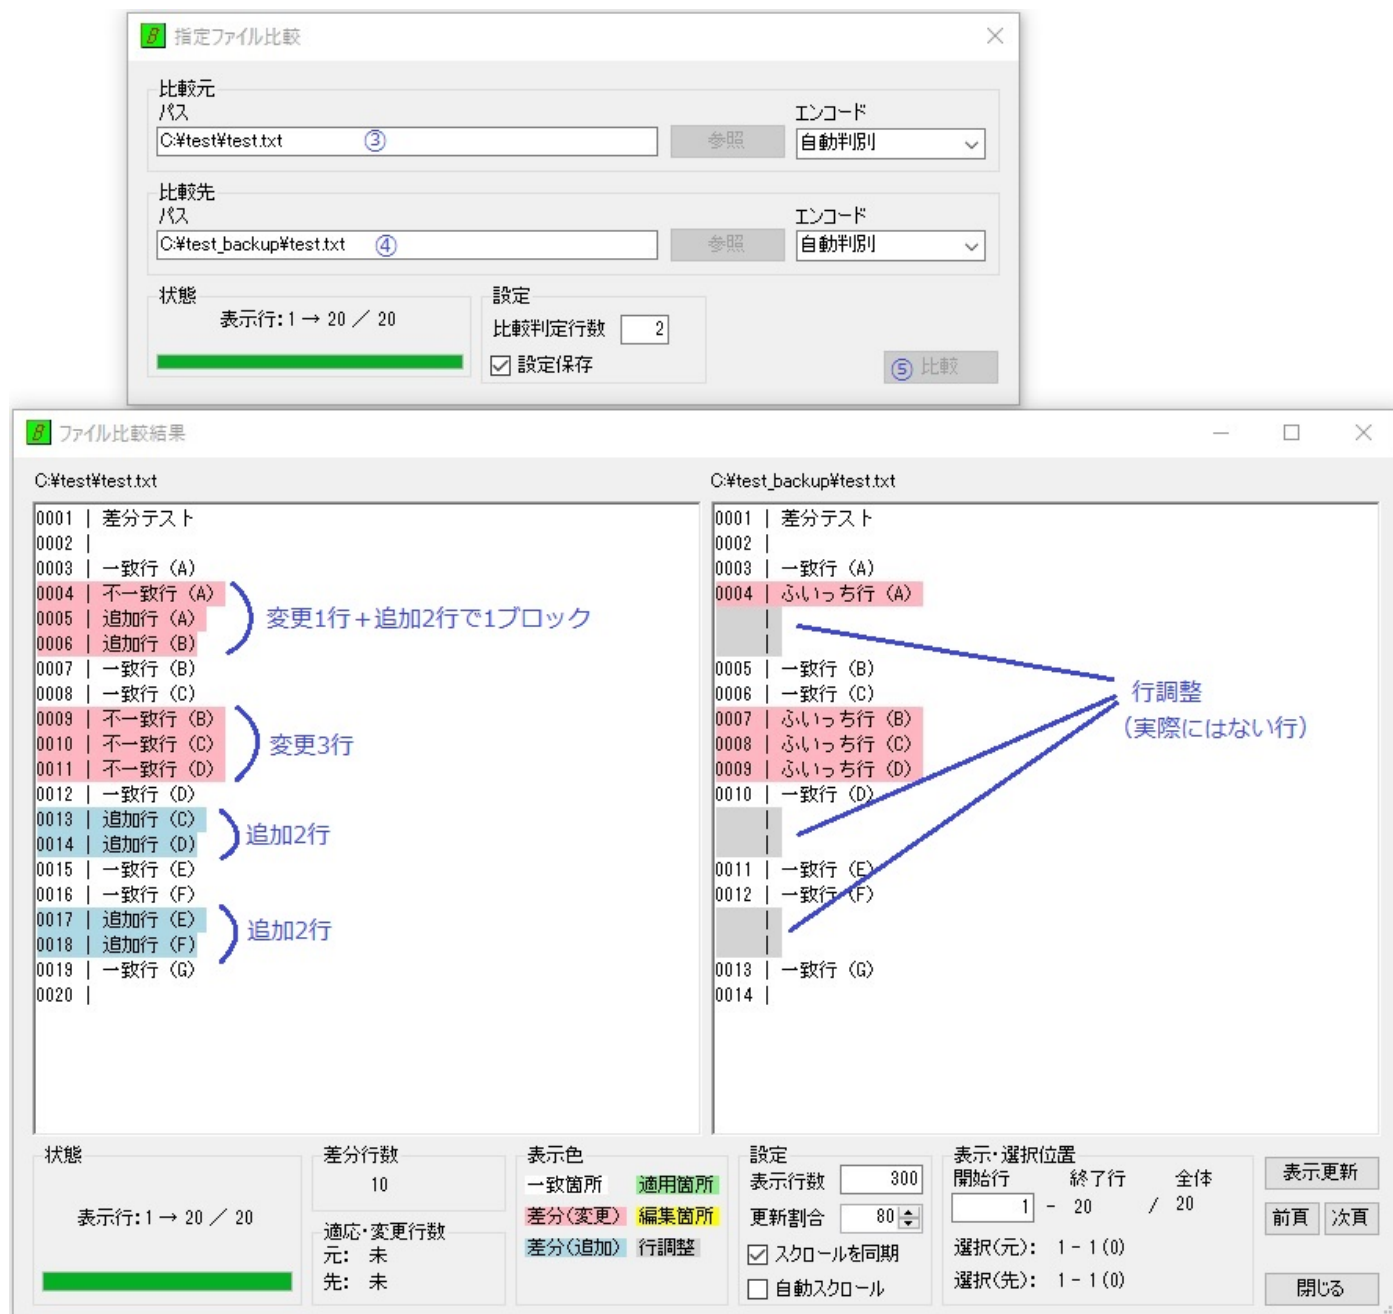 B 指定ファイル比較
比較元
パス
エンコード
C:¥test¥test.txt ③ 参照 自動判別
比較先
パス
エンコード
C:¥test_backup¥test.txt ④ 参照 自動判別
状態
表示行:1 → 20 ／ 20
設定
比較判定行数 2
設定保存
⑤ 比較
B ファイル比較結果
C:¥test¥test.txt
0001 | 差分テスト
0002 |
0003 | 一致行 (A)
0004 | 不一致行 (A)
0005 | 追加行 (A)
0006 | 追加行 (B)
変更1行＋追加2行で1ブロック
0007 | 一致行 (B)
0008 | 一致行 (C)
0009 | 不一致行 (B)
0010 | 不一致行 (C)
0011 | 不一致行 (D)
変更3行
0012 | 一致行 (D)
0013 | 追加行 (C)
0014 | 追加行 (D)
追加2行
0015 | 一致行 (E)
0016 | 一致行 (F)
0017 | 追加行 (E)
0018 | 追加行 (F)
追加2行
0019 | 一致行 (G)
0020 |
C:¥test_backup¥test.txt
0001 | 差分テスト
0002 |
0003 | 一致行 (A)
0004 | ふいっち行 (A)
|
|
0005 | 一致行 (B)
0006 | 一致行 (C)
0007 | ふいっち行 (B)
0008 | ふいっち行 (C)
0009 | ふいっち行 (D)
0010 | 一致行 (D)
|
|
0011 | 一致行 (E)
0012 | 一致行 (F)
|
|
0013 | 一致行 (G)
0014 |
行調整
（実際にはない行）
状態
表示行:1 → 20 ／ 20
差分行数
10
適応・変更行数
元: 未
先: 未
表示色
一致箇所 適用箇所
差分(変更) 編集箇所
差分(追加) 行調整
設定
表示行数 300
更新割合 80
スクロールを同期
自動スクロール
表示・選択位置
開始行 終了行 全体
1 - 20 / 20
選択(元): 1 - 1 (0)
選択(先): 1 - 1 (0)
表示更新
前頁 次頁
閉じる